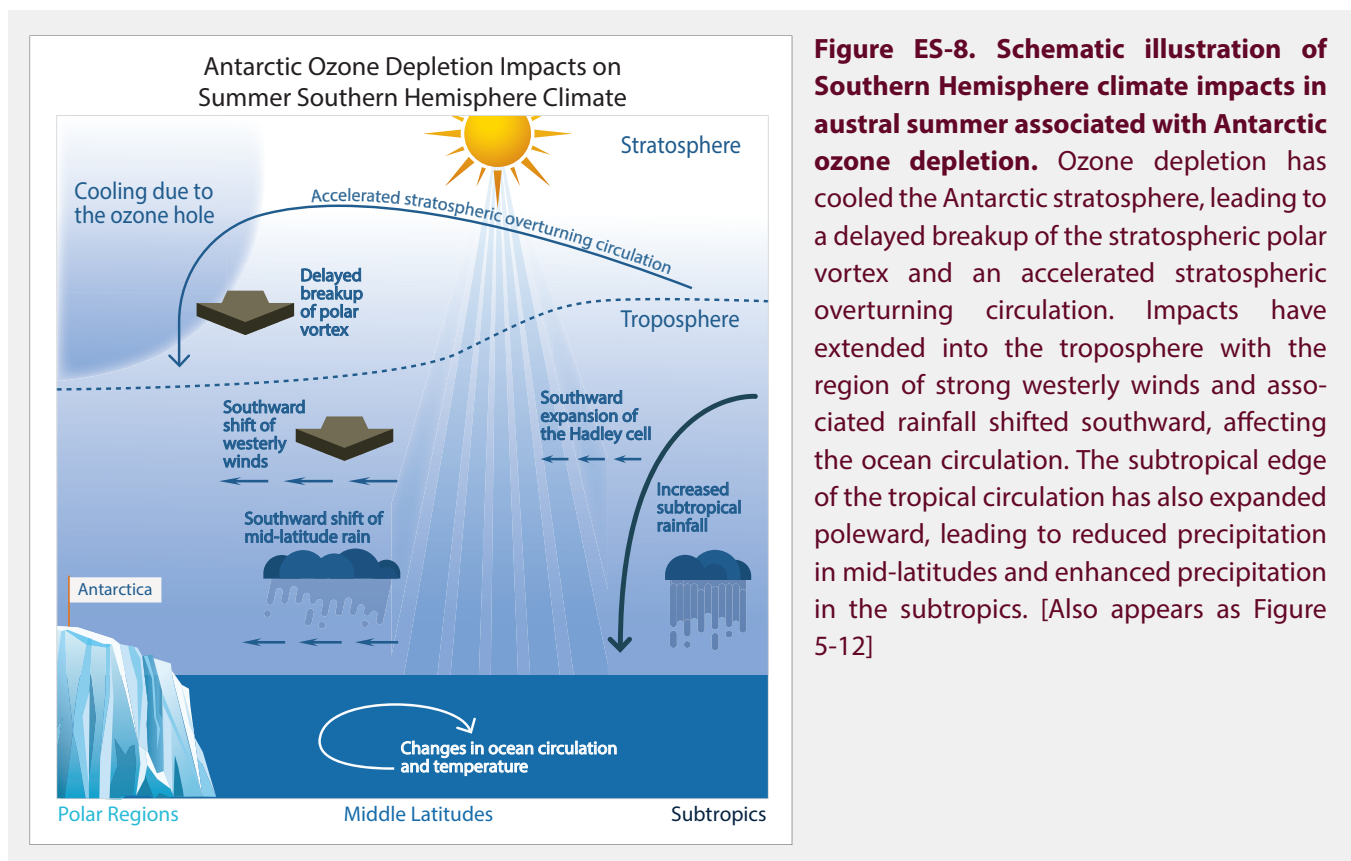 Antarctic Ozone Depletion Impacts on
Summer Southern Hemisphere Climate
Stratosphere
Cooling due to
the ozone hole
Accelerated stratospheric overturning circulation
Delayed
breakup
of polar
vortex
Troposphere
Southward
shift of
westerly
winds
Southward
expansion of
the Hadley cell
Increased
subtropical
rainfall
Southward shift of
mid-latitude rain
Antarctica
Changes in ocean circulation
and temperature
Polar Regions
Middle Latitudes
Subtropics
Figure ES-8. Schematic illustration of
Southern Hemisphere climate impacts in
austral summer associated with Antarctic
ozone depletion. Ozone depletion has
cooled the Antarctic stratosphere, leading to
a delayed breakup of the stratospheric polar
vortex and an accelerated stratospheric
overturning circulation. Impacts have
extended into the troposphere with the
region of strong westerly winds and asso-
ciated rainfall shifted southward, affecting
the ocean circulation. The subtropical edge
of the tropical circulation has also expanded
poleward, leading to reduced precipitation
in mid-latitudes and enhanced precipitation
in the subtropics. [Also appears as Figure
5-12]